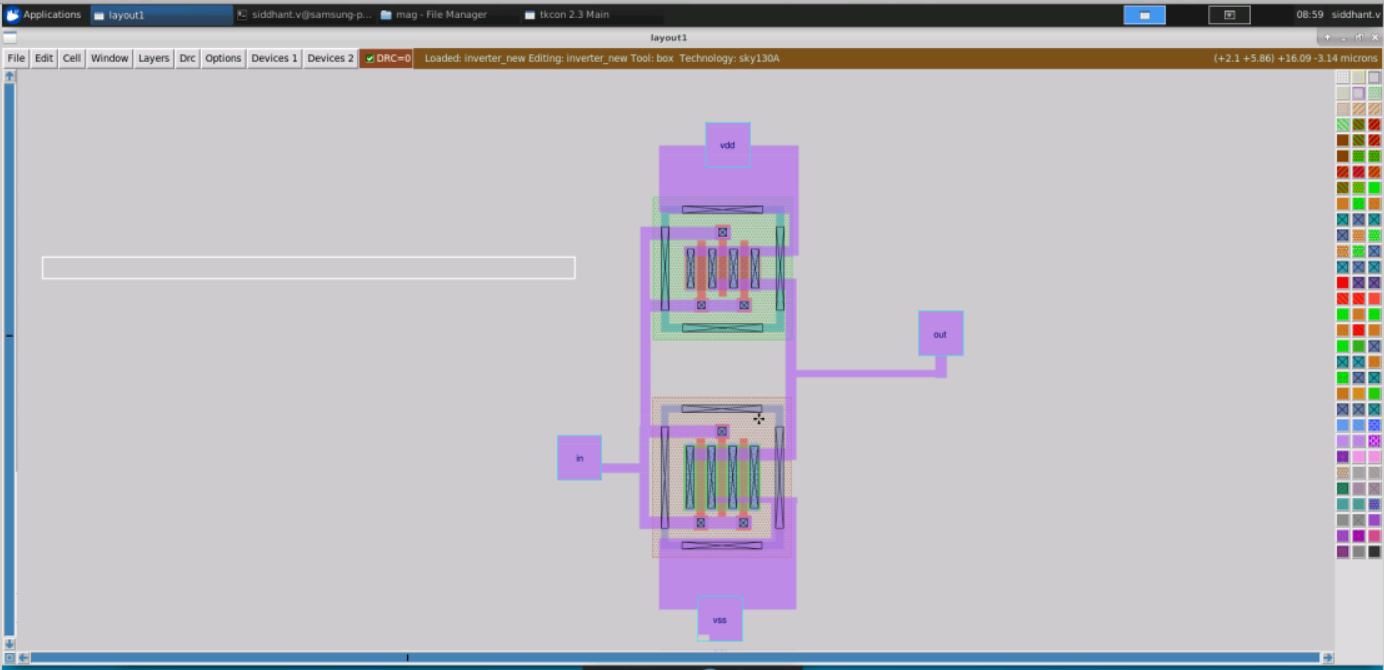 Applications layout1 siddhant.v@samsung-p... mag - File Manager tkcon 2.3 Main 08:59 siddhant.v
layout1
File Edit Cell Window Layers Drc Options Devices 1 Devices 2 DRC=0 Loaded: inverter_new Editing: inverter_new Tool: box Technology: sky130A (+2.1 +5.86) +16.09 -3.14 microns
vdd
out
in
vss